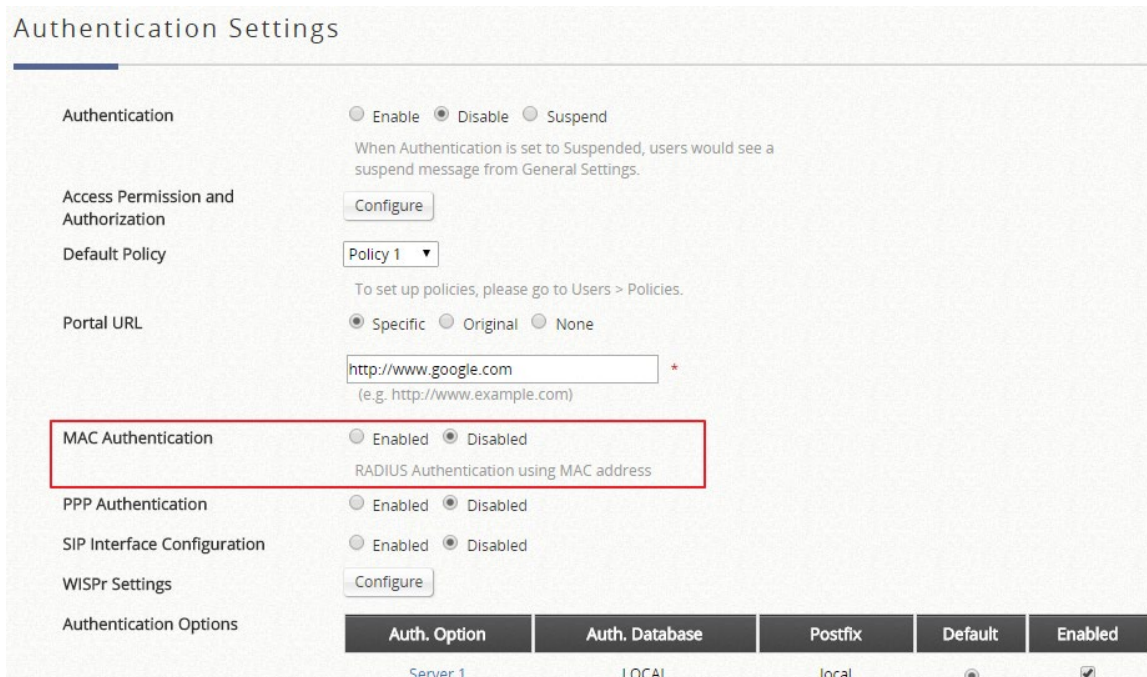 Authentication Settings
Authentication
Enable Disable Suspend
When Authentication is set to Suspended, users would see a
suspend message from General Settings.
Access Permission and
Authorization
Configure
Default Policy
Policy 1
To set up policies, please go to Users > Policies.
Portal URL
Specific Original None
http://www.google.com *
(e.g. http://www.example.com)
MAC Authentication
Enabled Disabled
RADIUS Authentication using MAC address
PPP Authentication
Enabled Disabled
SIP Interface Configuration
Enabled Disabled
WISPr Settings
Configure
Authentication Options
Auth. Option Auth. Database Postfix Default Enabled
Server 1 LOCAL local